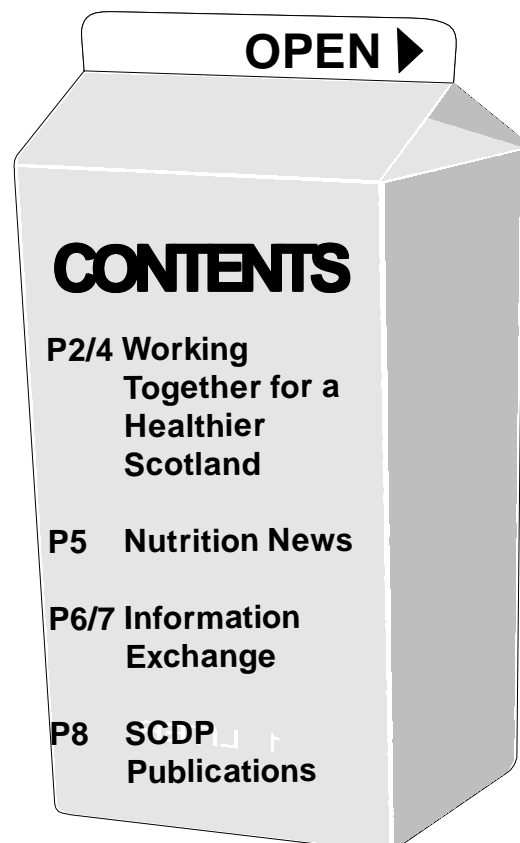 OPEN
CONTENTS
P2/4 Working
Together for a
Healthier
Scotland
P5 Nutrition News
P6/7 Information
Exchange
P8 SCDP
Publications